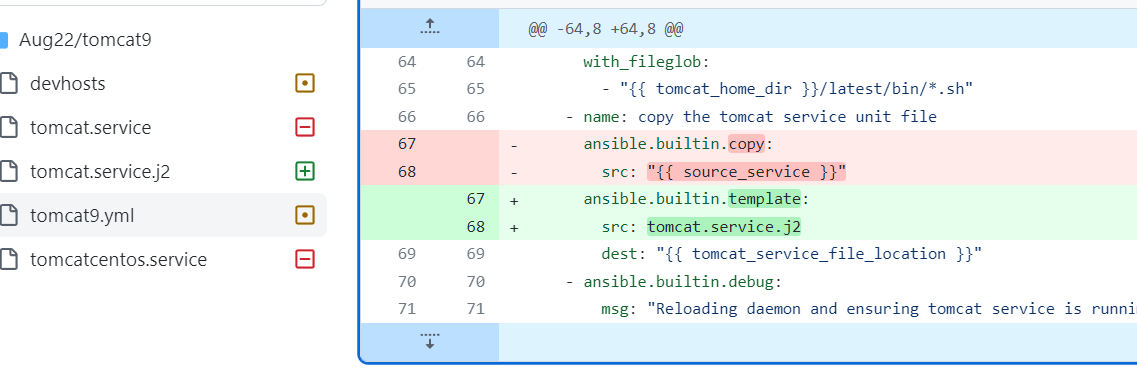 Aug22/tomcat9
devhosts
tomcat.service
tomcat.service.j2
tomcat9.yml
tomcatcentos.service
@@ -64,8 +64,8 @@
64 64 with_fileglob:
65 65 - "{{ tomcat_home_dir }}/latest/bin/*.sh"
66 66 - name: copy the tomcat service unit file
67 - ansible.builtin.copy:
68 - src: "{{ source_service }}"
67 + ansible.builtin.template:
68 + src: tomcat.service.j2
69 69 dest: "{{ tomcat_service_file_location }}"
70 70 - ansible.builtin.debug:
71 71 msg: "Reloading daemon and ensuring tomcat service is runni